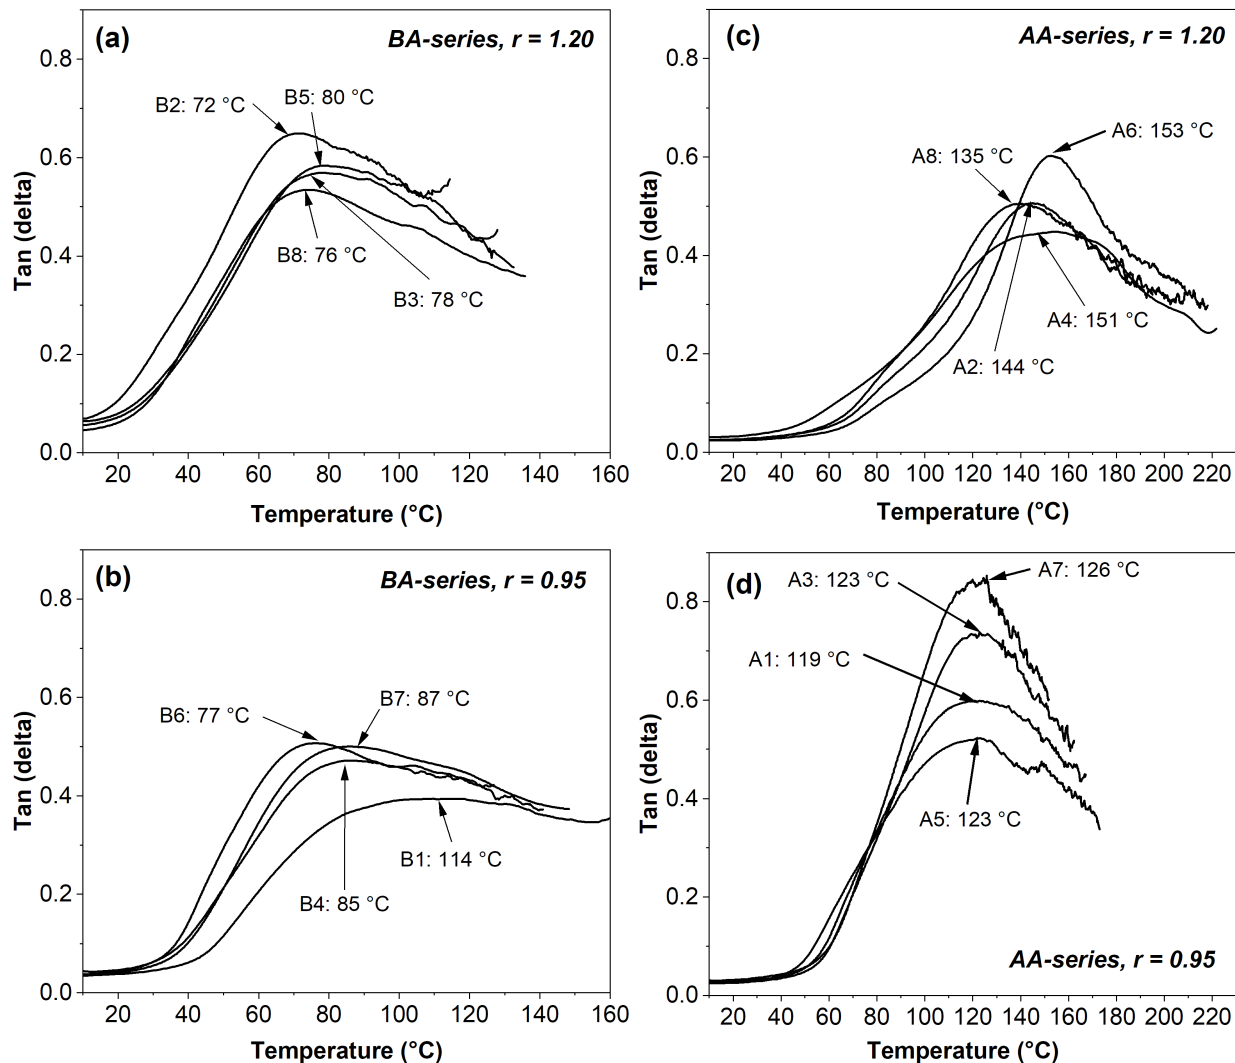 (a)
BA-series, r = 1.20
B2: 72 °C
B5: 80 °C
B8: 76 °C
B3: 78 °C
0.8
0.6
0.4
0.2
0.0
Tan (delta)
20 40 60 80 100 120 140 160
Temperature (°C)
(c)
AA-series, r = 1.20
A6: 153 °C
A8: 135 °C
A4: 151 °C
A2: 144 °C
0.8
0.6
0.4
0.2
0.0
Tan (delta)
20 40 60 80 100 120 140 160 180 200 220
Temperature (°C)
(b)
BA-series, r = 0.95
B6: 77 °C
B7: 87 °C
B1: 114 °C
B4: 85 °C
0.8
0.6
0.4
0.2
0.0
Tan (delta)
20 40 60 80 100 120 140 160
Temperature (°C)
(d)
A3: 123 °C
A7: 126 °C
A1: 119 °C
A5: 123 °C
AA-series, r = 0.95
0.8
0.6
0.4
0.2
0.0
Tan (delta)
20 40 60 80 100 120 140 160 180 200 220
Temperature (°C)